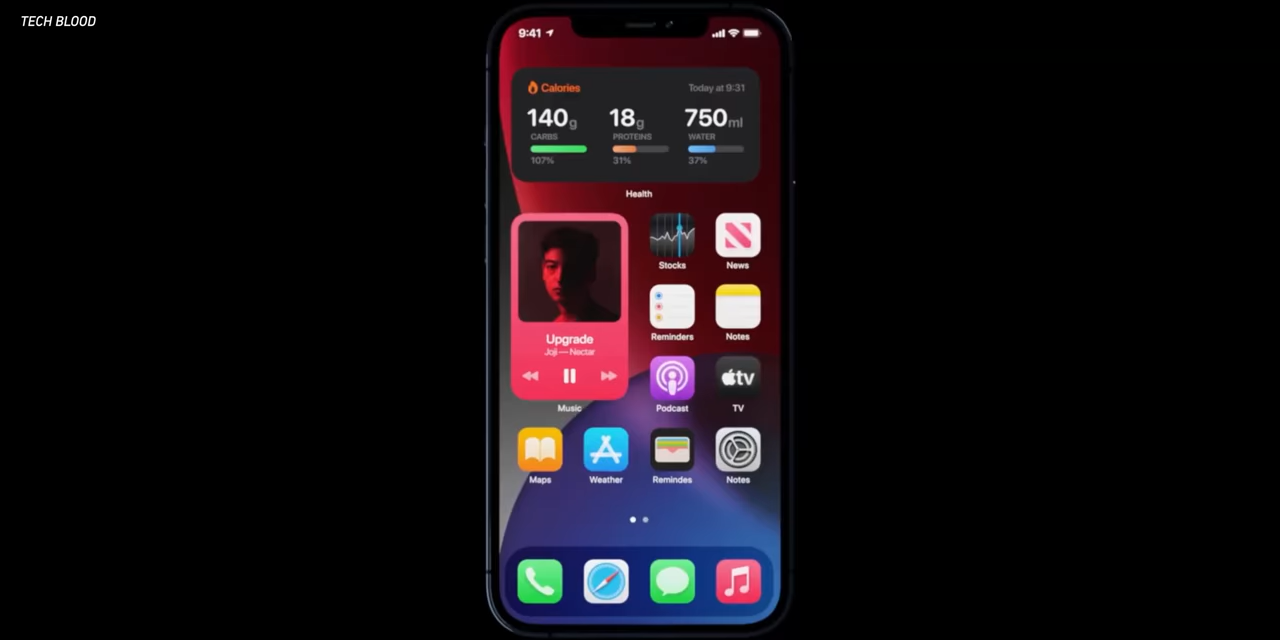 TECH BLOOD
9:41
Calories
Today at 9:31
140g
18g
750ml
CARBS
PROTEINS
WATER
107%
31%
37%
Health
Stocks
News
Reminders
Notes
Upgrade
Joji — Nectar
Music
Podcast
tv
TV
Maps
Weather
Remindes
Notes